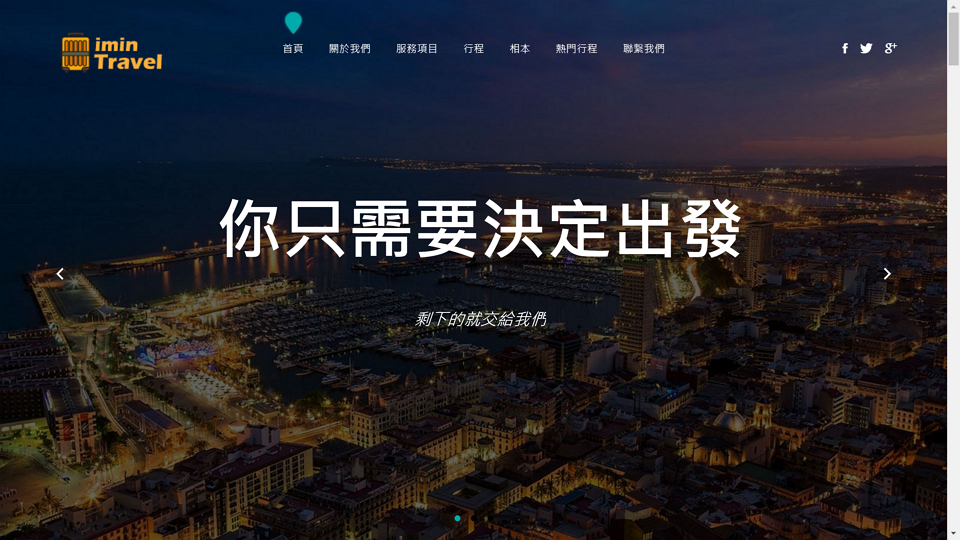 imin
Travel
首頁
關於我們
服務項目
行程
相本
熱門行程
聯繫我們
你只需要決定出發
剩下的就交給我們